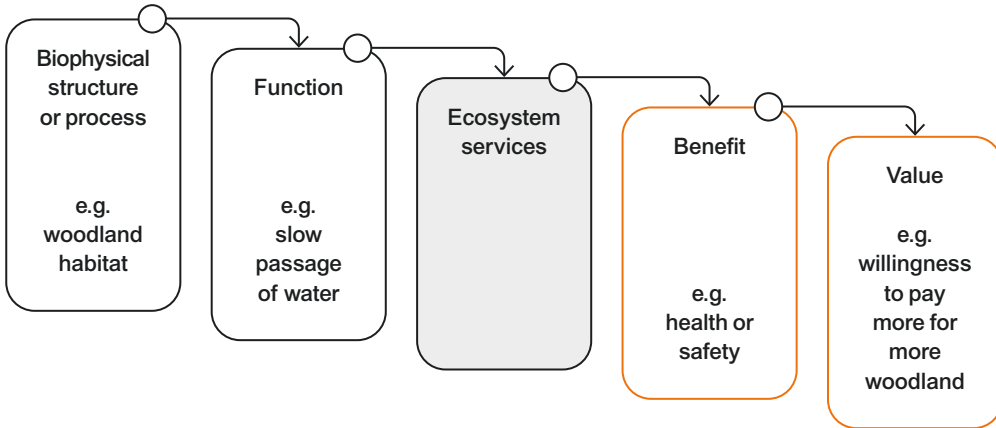 Biophysical
structure
or process
e.g.
woodland
habitat
Function
e.g.
slow
passage
of water
Ecosystem
services
Benefit
e.g.
health or
safety
Value
e.g.
willingness
to pay
more for
more
woodland